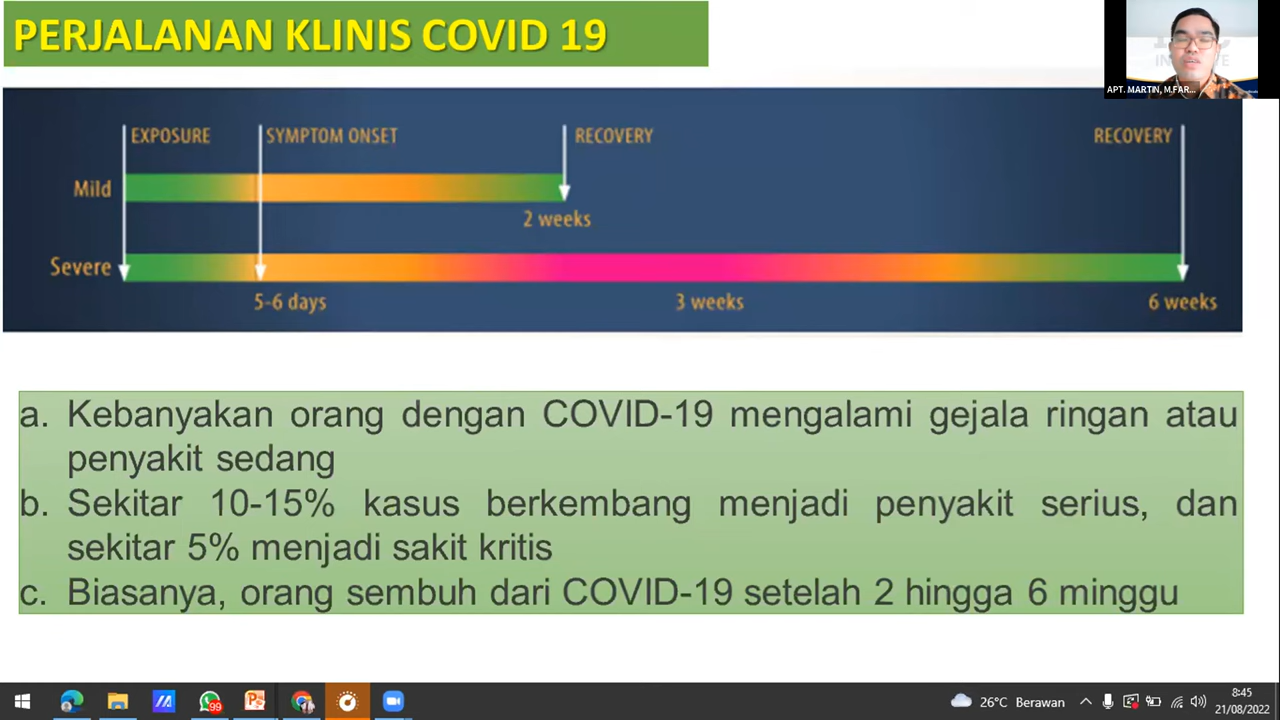 PERJALANAN KLINIS COVID 19
APT. MARTIN, M.FAR...
EXPOSURE
SYMPTOM ONSET
RECOVERY
RECOVERY
Mild
2 weeks
Severe
5-6 days
3 weeks
6 weeks
a. Kebanyakan orang dengan COVID-19 mengalami gejala ringan atau
penyakit sedang
b. Sekitar 10-15% kasus berkembang menjadi penyakit serius, dan
sekitar 5% menjadi sakit kritis
c. Biasanya, orang sembuh dari COVID-19 setelah 2 hingga 6 minggu
99
26°C Berawan
8:45
21/08/2022